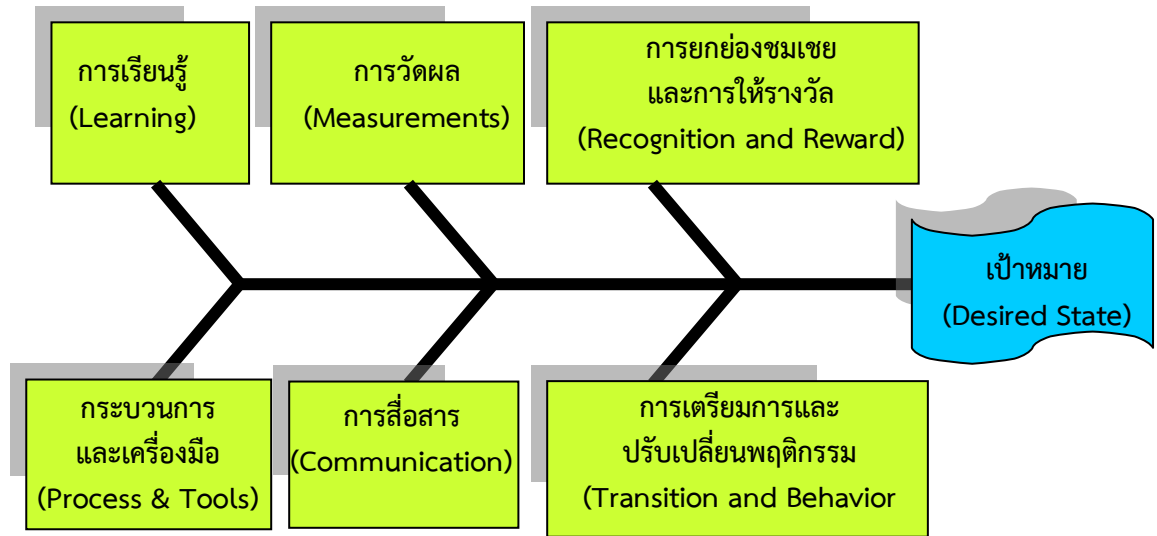 การเรียนรู้
(Learning)
การวัดผล
(Measurements)
การยกย่องชมเชย
และการให้รางวัล
(Recognition and Reward)
เป้าหมาย
(Desired State)
กระบวนการ
และเครื่องมือ
(Process & Tools)
การสื่อสาร
(Communication)
การเตรียมการและ
ปรับเปลี่ยนพฤติกรรม
(Transition and Behavior